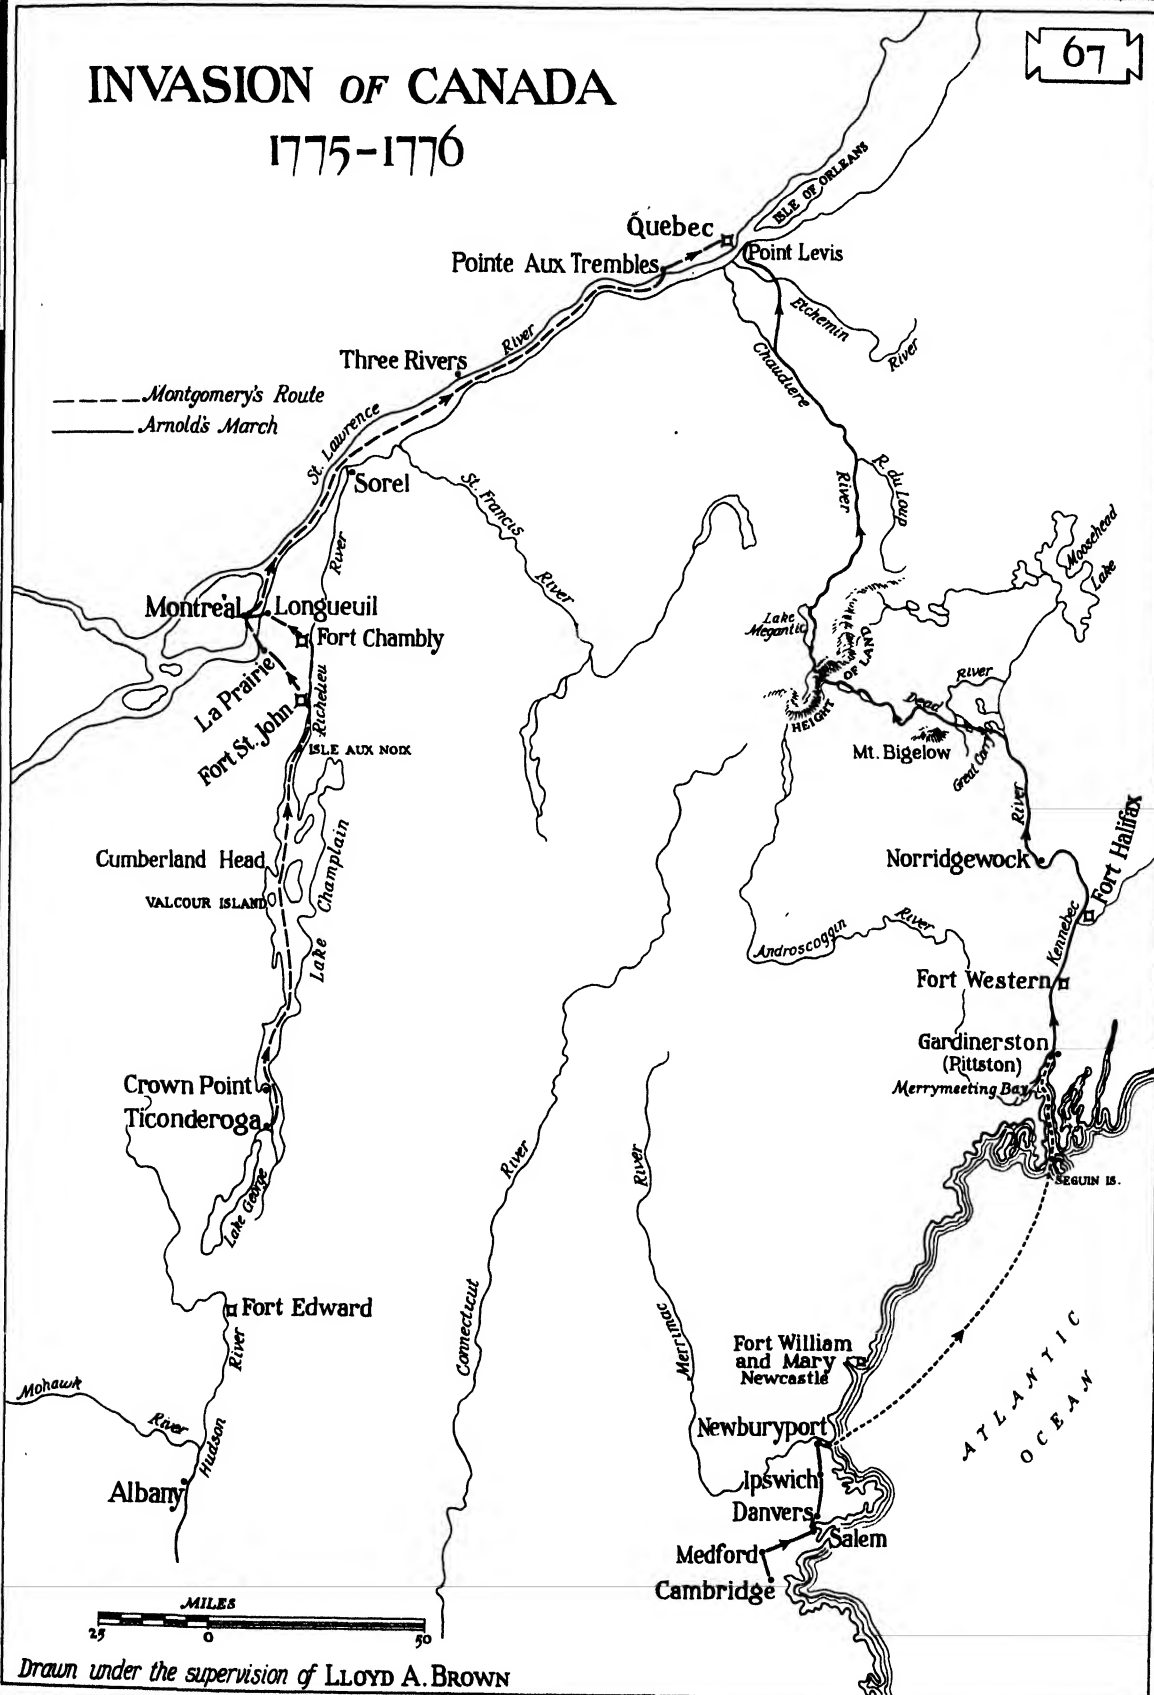 67
INVASION OF CANADA
1775-1776
ISLE OF ORLEANS
Quebec
Point Levis
Pointe Aux Trembles
Etchemin
River
River
Three Rivers
Chaudiere
River
Montgomery's Route
Arnold's March
St. Lawrence
Sorel
St. Francis
River
R. du Loup
Moosehead
Lake
River
Montreal
Longueuil
Fort Chambly
Lake
Megantic
HEIGHT
OF LAND
La Prairie
Richelieu
Fort St. John
ISLE AUX NOIX
River
Dead
Mt. Bigelow
Great Carry
River
Cumberland Head
Champlain
VALCOUR ISLAND
Lake
Norridgewock
Fort Halifax
Kennebec
Androscoggin
River
Fort Western
Gardinerston
(Pittston)
Merrymeeting Bay
Crown Point
Ticonderoga
Lake George
River
River
SEGUIN IS.
Fort Edward
River
Connecticut
Merrimac
Fort William
and Mary
Newcastle
ATLANTIC
OCEAN
Mohawk
River
Hudson
Newburyport
Albany
Ipswich
Danvers
Salem
Medford
Cambridge
MILES
25 0 50
Drawn under the supervision of LLOYD A. BROWN